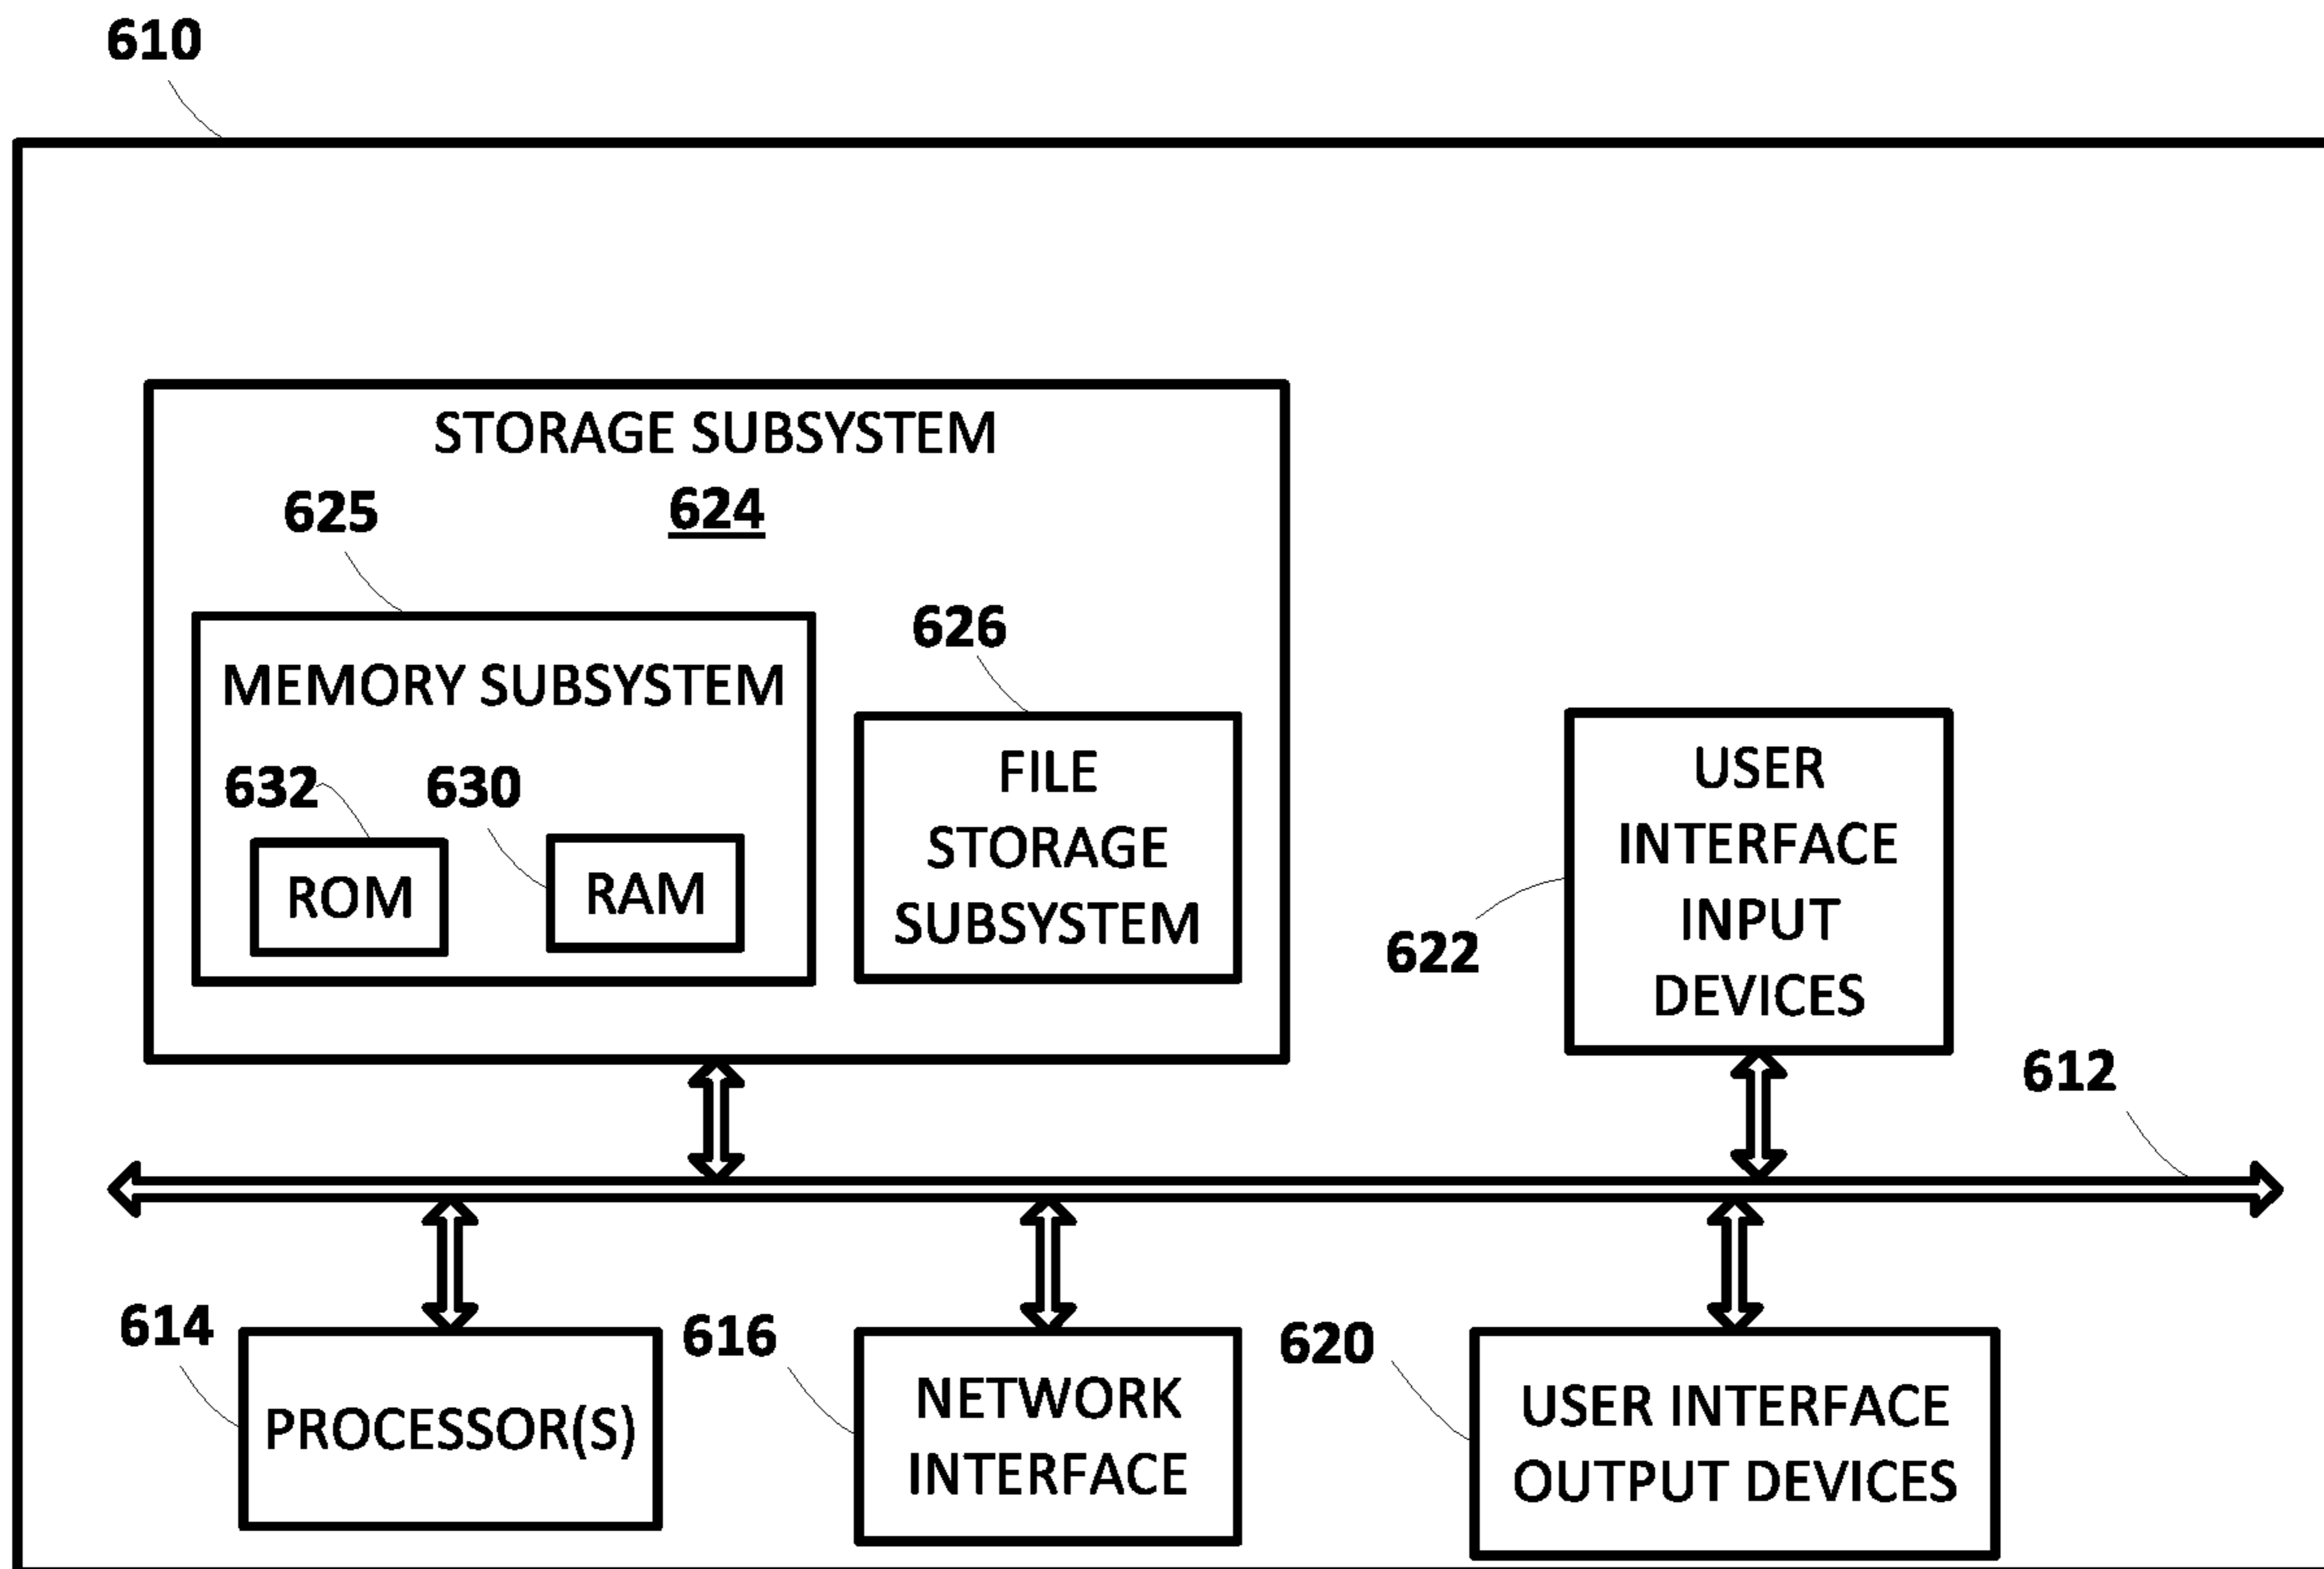 610
STORAGE SUBSYSTEM
624
625
MEMORY SUBSYSTEM
632
630
ROM
RAM
626
FILE
STORAGE
SUBSYSTEM
USER
INTERFACE
INPUT
DEVICES
622
612
614
PROCESSOR(S)
616
NETWORK
INTERFACE
620
USER INTERFACE
OUTPUT DEVICES